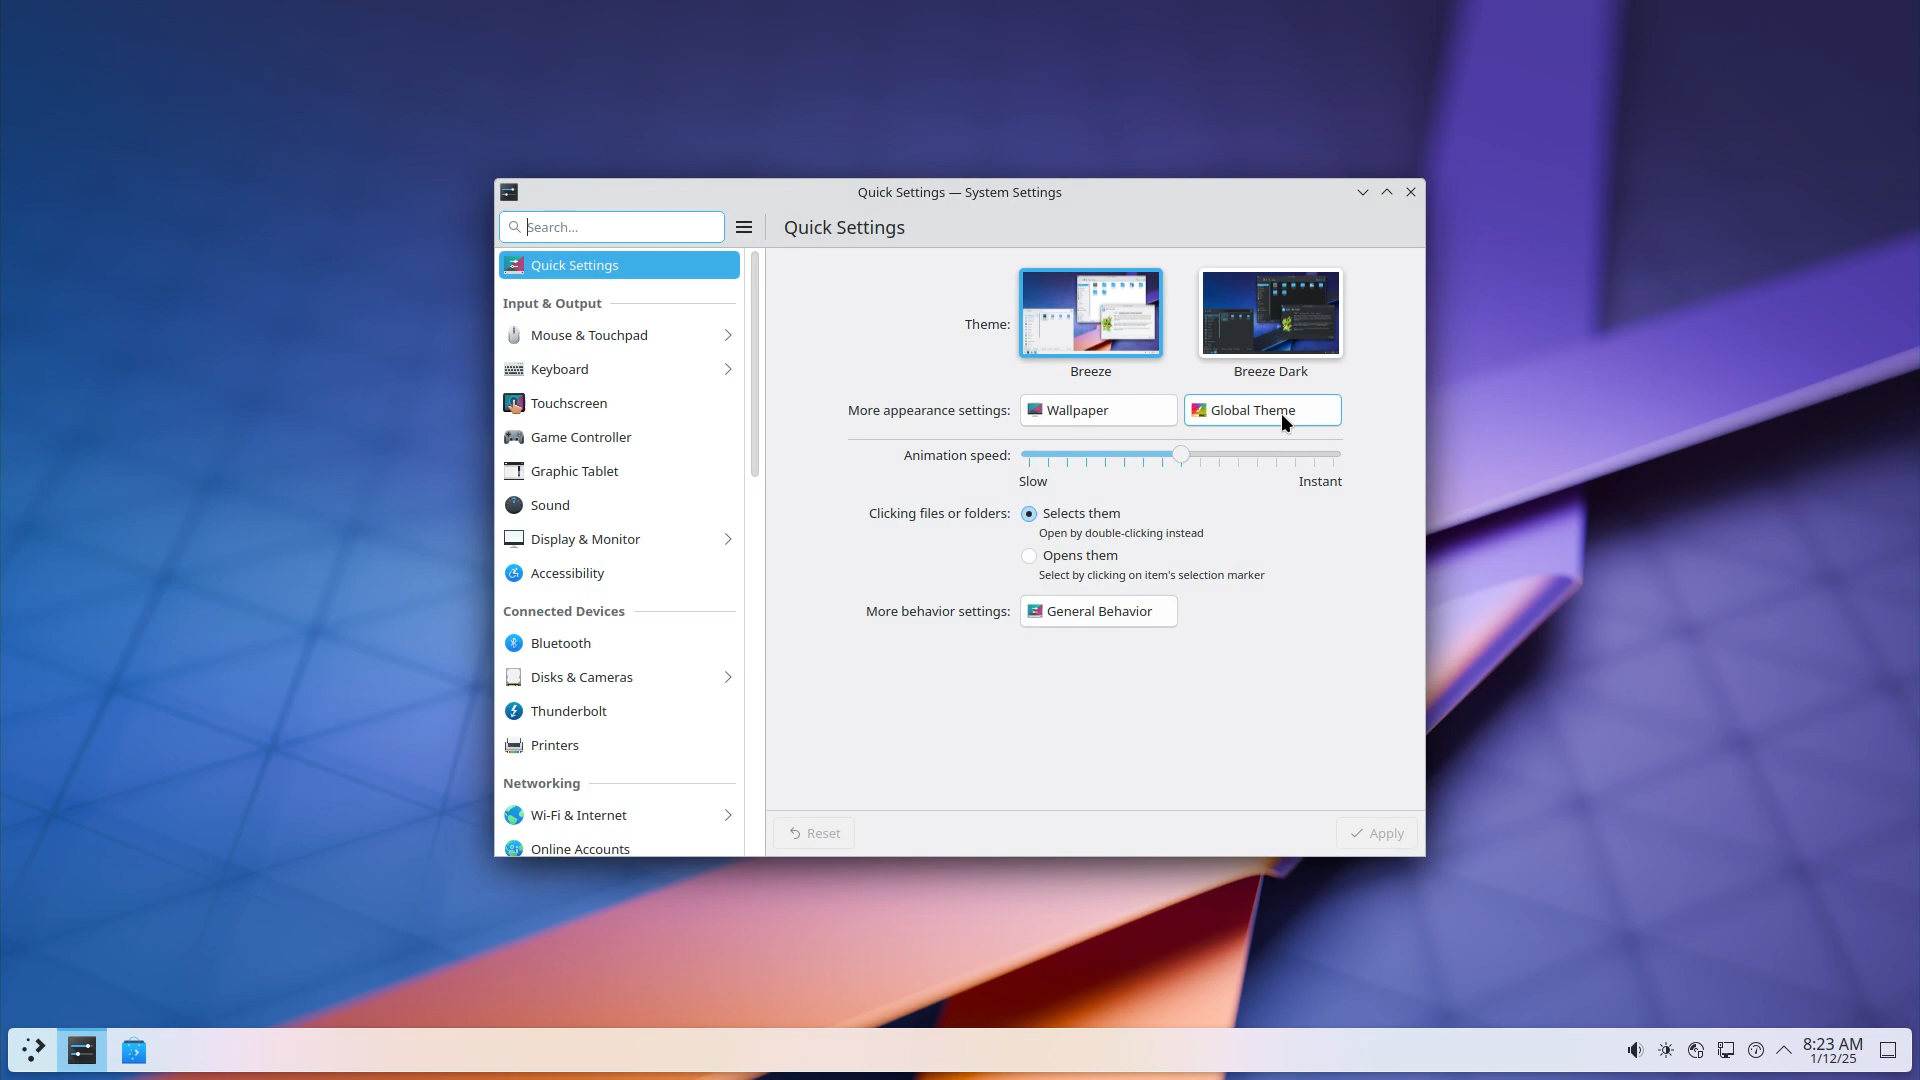 Quick Settings — System Settings
Search...
Quick Settings
Quick Settings
Input & Output
Mouse & Touchpad
Keyboard
Touchscreen
Game Controller
Graphic Tablet
Sound
Display & Monitor
Accessibility
Connected Devices
Bluetooth
Disks & Cameras
Thunderbolt
Printers
Networking
Wi-Fi & Internet
Online Accounts
Theme:
Breeze
Breeze Dark
More appearance settings:
Wallpaper
Global Theme
Animation speed:
Slow
Instant
Clicking files or folders:
Selects them
Open by double-clicking instead
Opens them
Select by clicking on item's selection marker
More behavior settings:
General Behavior
Reset
Apply
8:23 AM
1/12/25